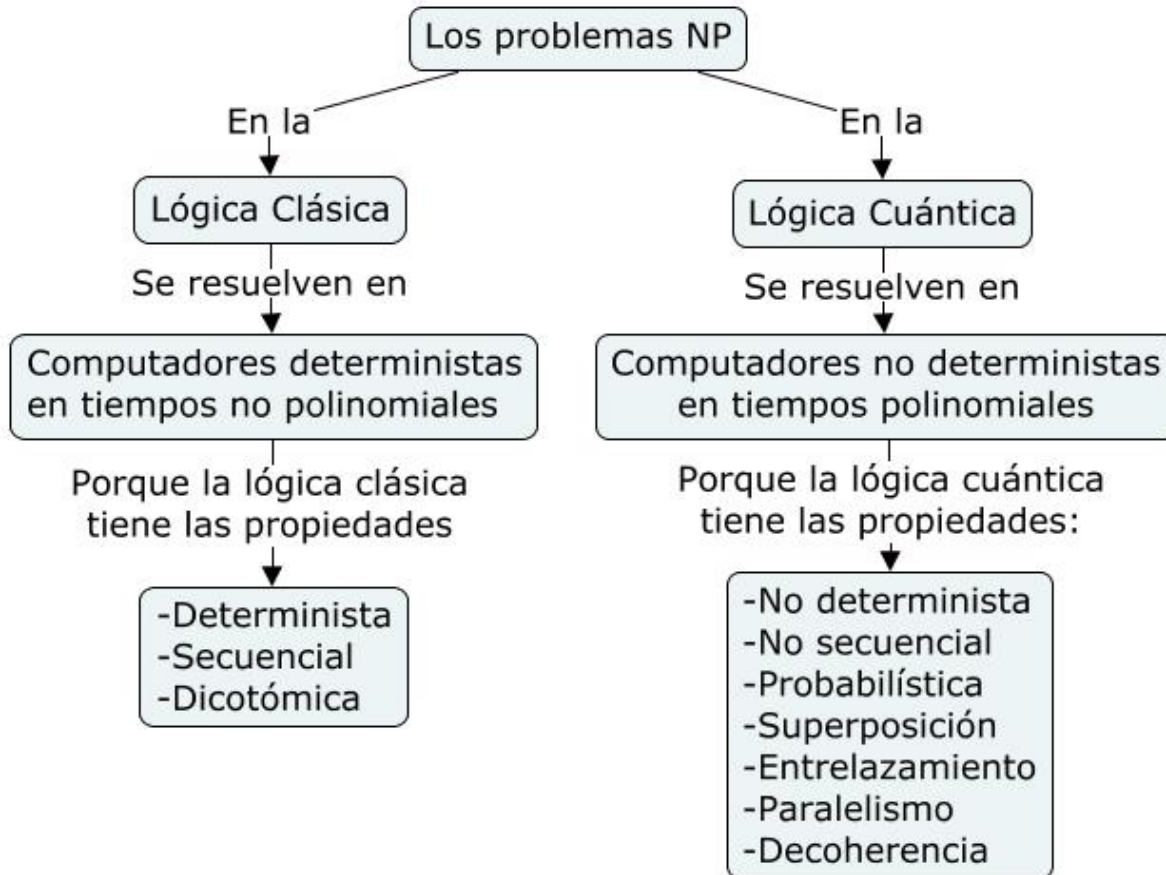 Los problemas NP
En la
En la
Lógica Clásica
Lógica Cuántica
Se resuelven en
Se resuelven en
Computadores deterministas
en tiempos no polinomiales
Computadores no deterministas
en tiempos polinomiales
Porque la lógica clásica
tiene las propiedades
Porque la lógica cuántica
tiene las propiedades:
-Determinista
-Secuencial
-Dicotómica
-No determinista
-No secuencial
-Probabilística
-Superposición
-Entrelazamiento
-Paralelismo
-Decoherencia